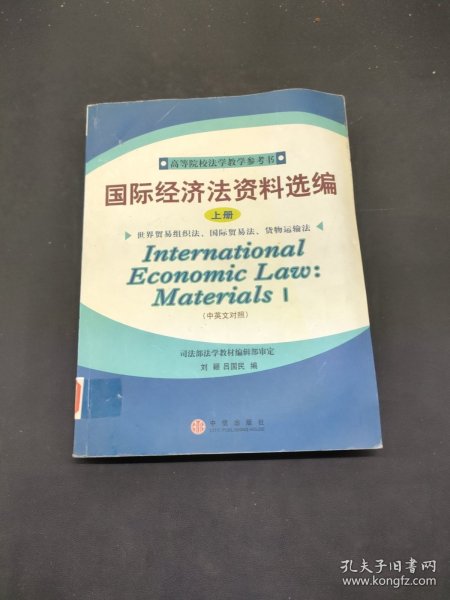 高等院校法学教学参考书
国际经济法资料选编
上册
世界贸易组织法、国际贸易法、货物运输法
International
Economic Law:
Materials I
(中英文对照)
司法部法学教材编辑部审定
刘颖 吕国民 编
中信出版社
CITIC PUBLISHING HOUSE
孔夫子旧书网
www.kongfz.com